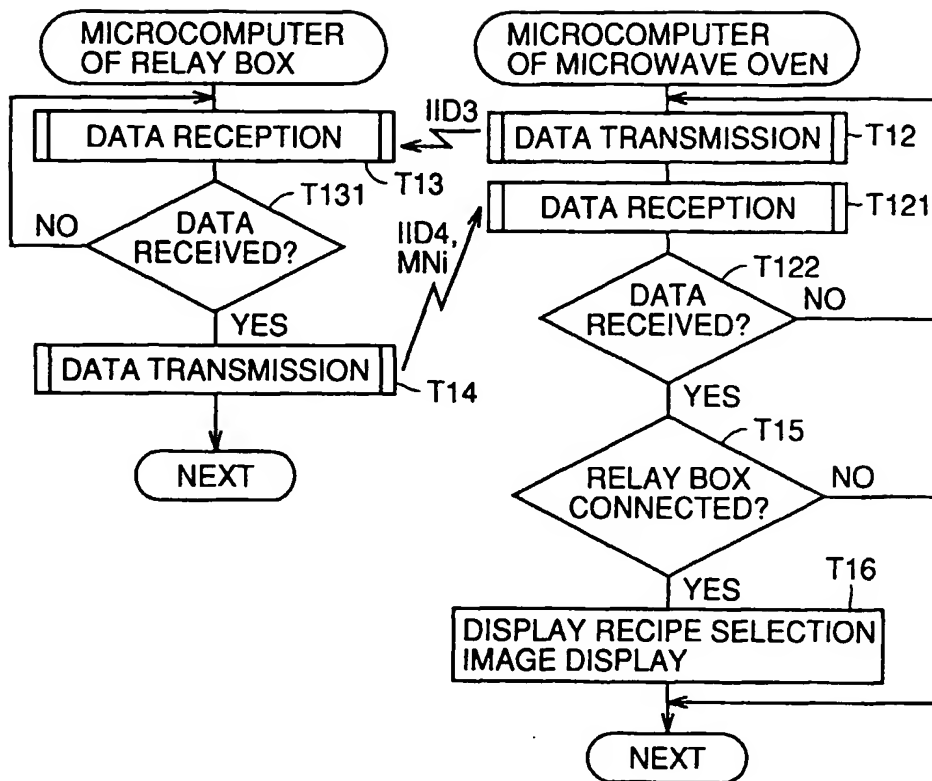 MICROCOMPUTER
OF RELAY BOX
DATA RECEPTION
T13
T131
DATA
RECEIVED?
NO
YES
DATA TRANSMISSION
T14
NEXT
IID3
IID4,
MNi
MICROCOMPUTER
OF MICROWAVE OVEN
DATA TRANSMISSION
T12
DATA RECEPTION
T121
T122
DATA
RECEIVED?
NO
YES
T15
RELAY BOX
CONNECTED?
NO
YES
T16
DISPLAY RECIPE SELECTION
IMAGE DISPLAY
NEXT